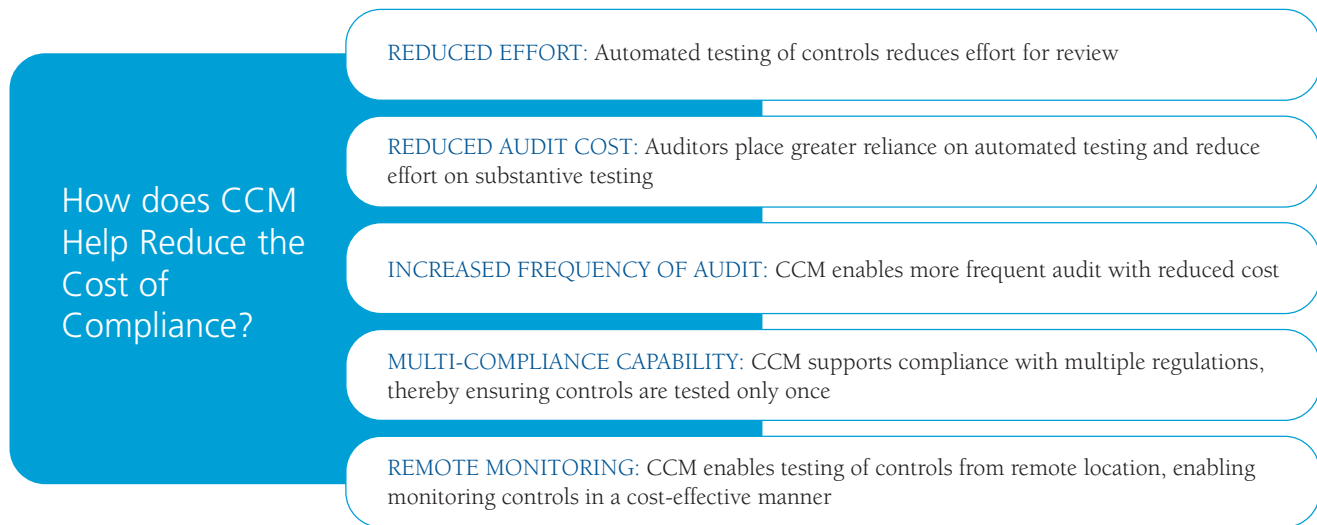 How does CCM
Help Reduce the
Cost of
Compliance?
REDUCED EFFORT: Automated testing of controls reduces effort for review
REDUCED AUDIT COST: Auditors place greater reliance on automated testing and reduce
effort on substantive testing
INCREASED FREQUENCY OF AUDIT: CCM enables more frequent audit with reduced cost
MULTI-COMPLIANCE CAPABILITY: CCM supports compliance with multiple regulations,
thereby ensuring controls are tested only once
REMOTE MONITORING: CCM enables testing of controls from remote location, enabling
monitoring controls in a cost-effective manner